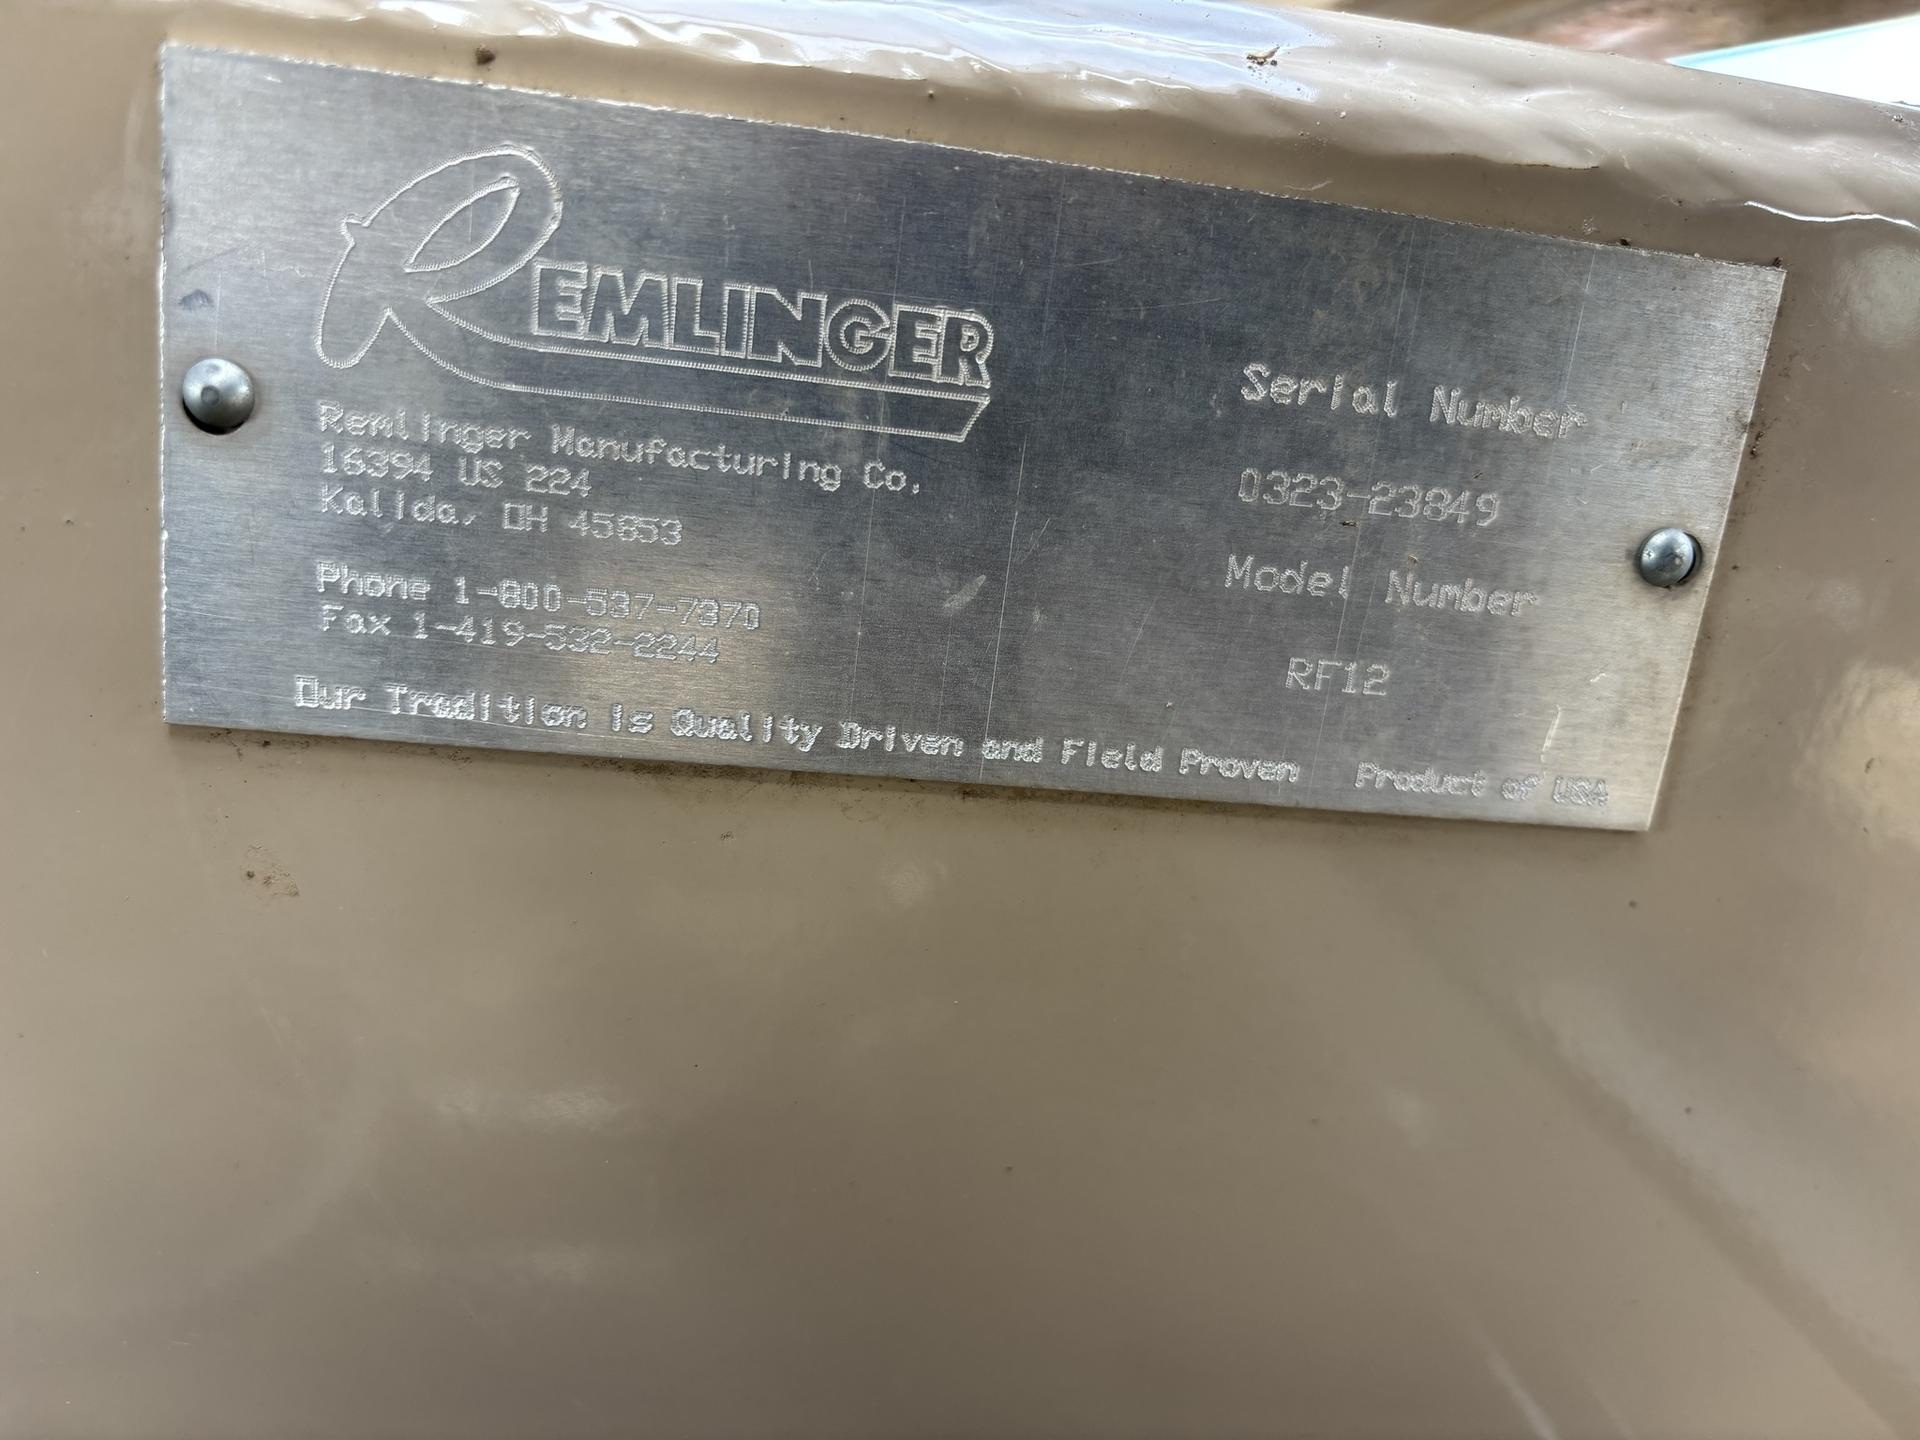 REMLINGER
Remlinger Manufacturing Co.
16394 US 224
Kalida, OH 45853
Phone 1-800-537-7370
Fax 1-419-532-2244
Serial Number
0323-23849
Model Number
RF12
Our Tradition is Quality Driven and Field Proven
Product of USA